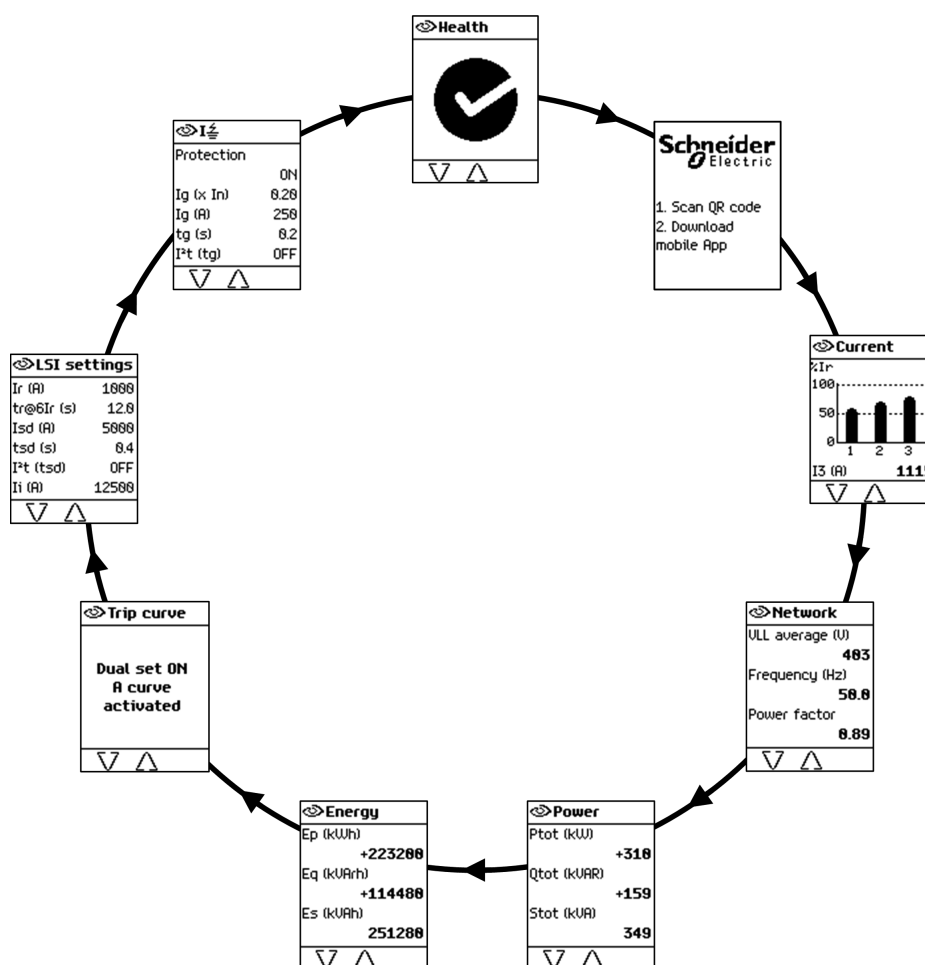 Health
Schneider
Electric
1. Scan QR code
2. Download
mobile App
Current
%Ir
100
50
0
1 2 3
I3 (A) 1115
Network
VLL average (V)
403
Frequency (Hz)
50.0
Power factor
0.89
Power
Ptot (kW)
+310
Qtot (kVAR)
+159
Stot (kVA)
349
Energy
Ep (kWh)
+223200
Eq (kVArh)
+114480
Es (kVAh)
251280
Trip curve
Dual set ON
A curve
activated
LSI settings
Ir (A) 1000
tr@6Ir (s) 12.0
Isd (A) 5000
tsd (s) 0.4
I²t (tsd) OFF
Ii (A) 12500
I⏚
Protection
ON
Ig (x In) 0.20
Ig (A) 250
tg (s) 0.2
I²t (tg) OFF